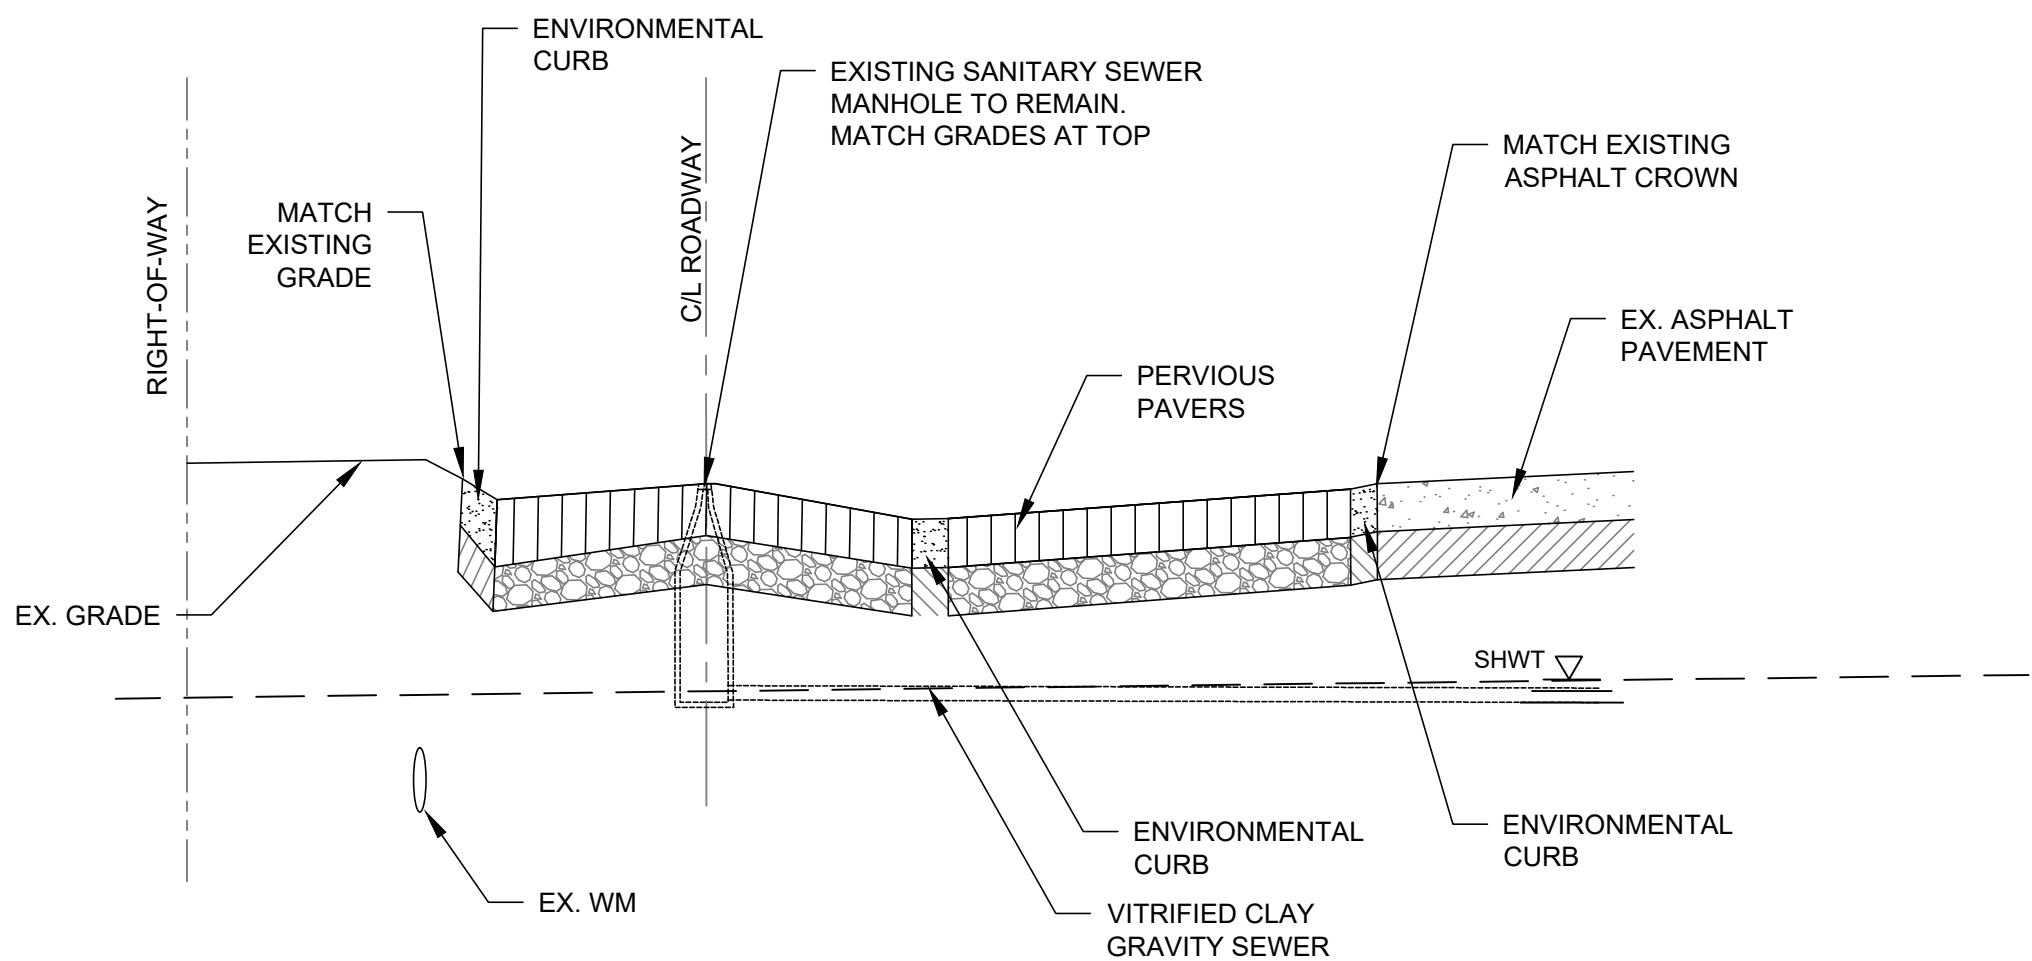 ENVIRONMENTAL
CURB
EXISTING SANITARY SEWER
MANHOLE TO REMAIN.
MATCH GRADES AT TOP
MATCH EXISTING
ASPHALT CROWN
C/L ROADWAY
RIGHT-OF-WAY
MATCH
EXISTING
GRADE
EX. ASPHALT
PAVEMENT
PERVIOUS
PAVERS
EX. GRADE
SHWT
ENVIRONMENTAL
CURB
ENVIRONMENTAL
CURB
EX. WM
VITRIFIED CLAY
GRAVITY SEWER